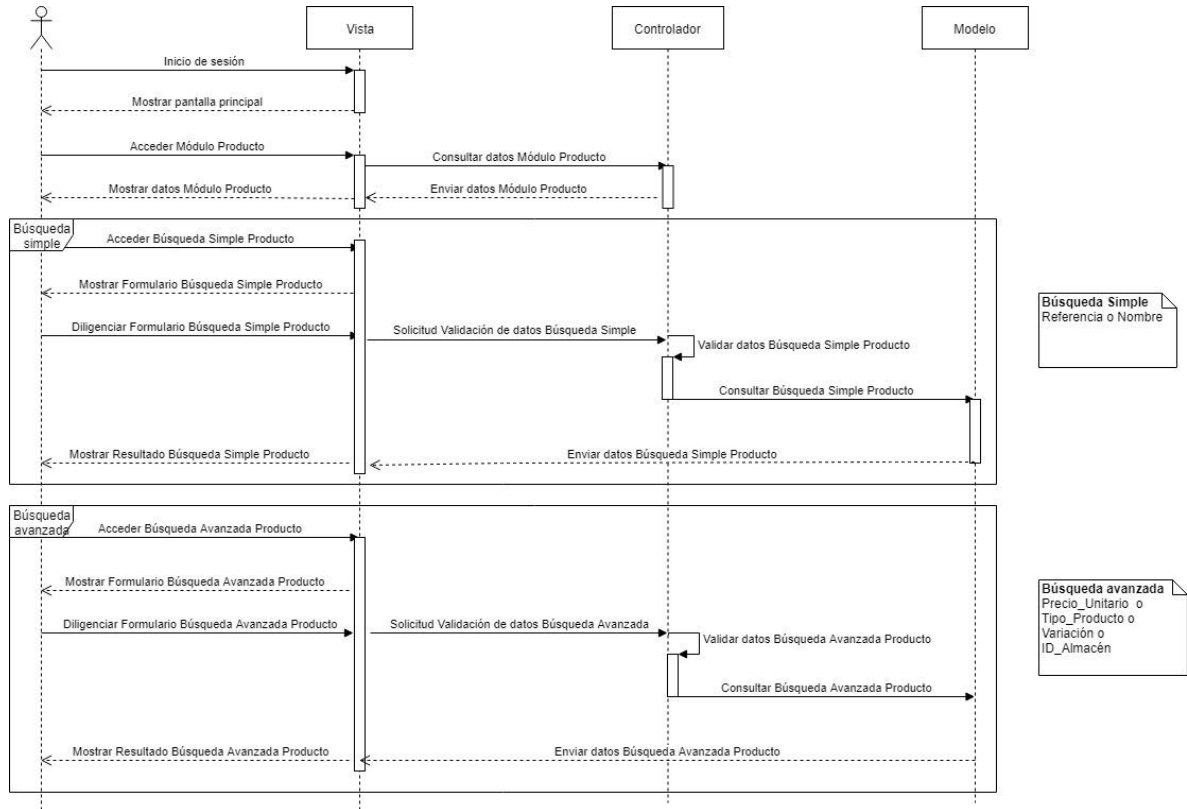 Vista
Controlador
Modelo
Inicio de sesión
Mostrar pantalla principal
Acceder Módulo Producto
Consultar datos Módulo Producto
Mostrar datos Módulo Producto
Enviar datos Módulo Producto
Búsqueda
simple
Acceder Búsqueda Simple Producto
Mostrar Formulario Búsqueda Simple Producto
Diligenciar Formulario Búsqueda Simple Producto
Solicitud Validación de datos Búsqueda Simple
Validar datos Búsqueda Simple Producto
Consultar Búsqueda Simple Producto
Mostrar Resultado Búsqueda Simple Producto
Enviar datos Búsqueda Simple Producto
Búsqueda Simple
Referencia o Nombre
Búsqueda
avanzada
Acceder Búsqueda Avanzada Producto
Mostrar Formulario Búsqueda Avanzada Producto
Diligenciar Formulario Búsqueda Avanzada Producto
Solicitud Validación de datos Búsqueda Avanzada
Validar datos Búsqueda Avanzada Producto
Consultar Búsqueda Avanzada Producto
Mostrar Resultado Búsqueda Avanzada Producto
Enviar datos Búsqueda Avanzada Producto
Búsqueda avanzada
Precio_Unitario o
Tipo_Producto o
Variación o
ID_Almacén